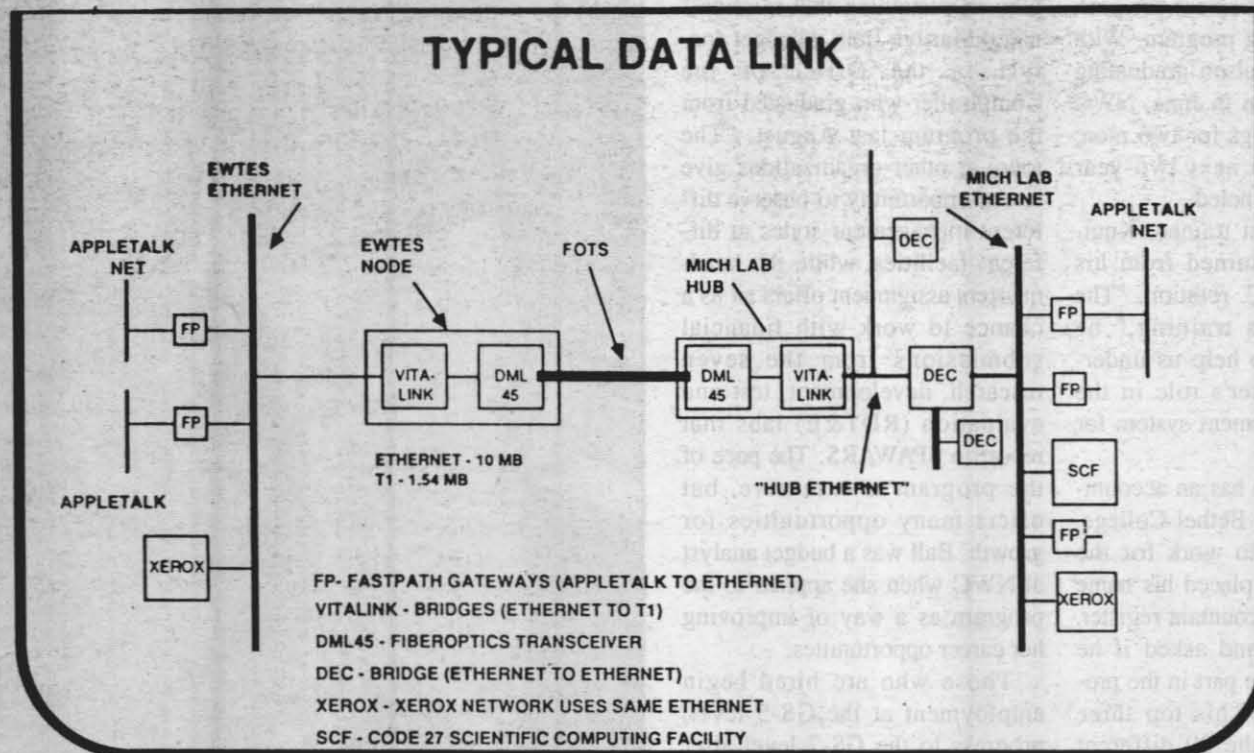 TYPICAL DATA LINK
EWTES
ETHERNET
APPLETALK
NET
FP
FP
APPLETALK
XEROX
EWTES
NODE
VITA-
LINK
DML
45
ETHERNET - 10 MB
T1 - 1.54 MB
FOTS
MICH LAB
HUB
DML
45
VITA-
LINK
DEC
DEC
DEC
"HUB ETHERNET"
MICH LAB
ETHERNET
APPLETALK
NET
FP
FP
SCF
FP
XEROX
FP- FASTPATH GATEWAYS (APPLETALK TO ETHERNET)
VITALINK - BRIDGES (ETHERNET TO T1)
DML45 - FIBEROPTICS TRANSCEIVER
DEC - BRIDGE (ETHERNET TO ETHERNET)
XEROX - XEROX NETWORK USES SAME ETHERNET
SCF - CODE 27 SCIENTIFIC COMPUTING FACILITY